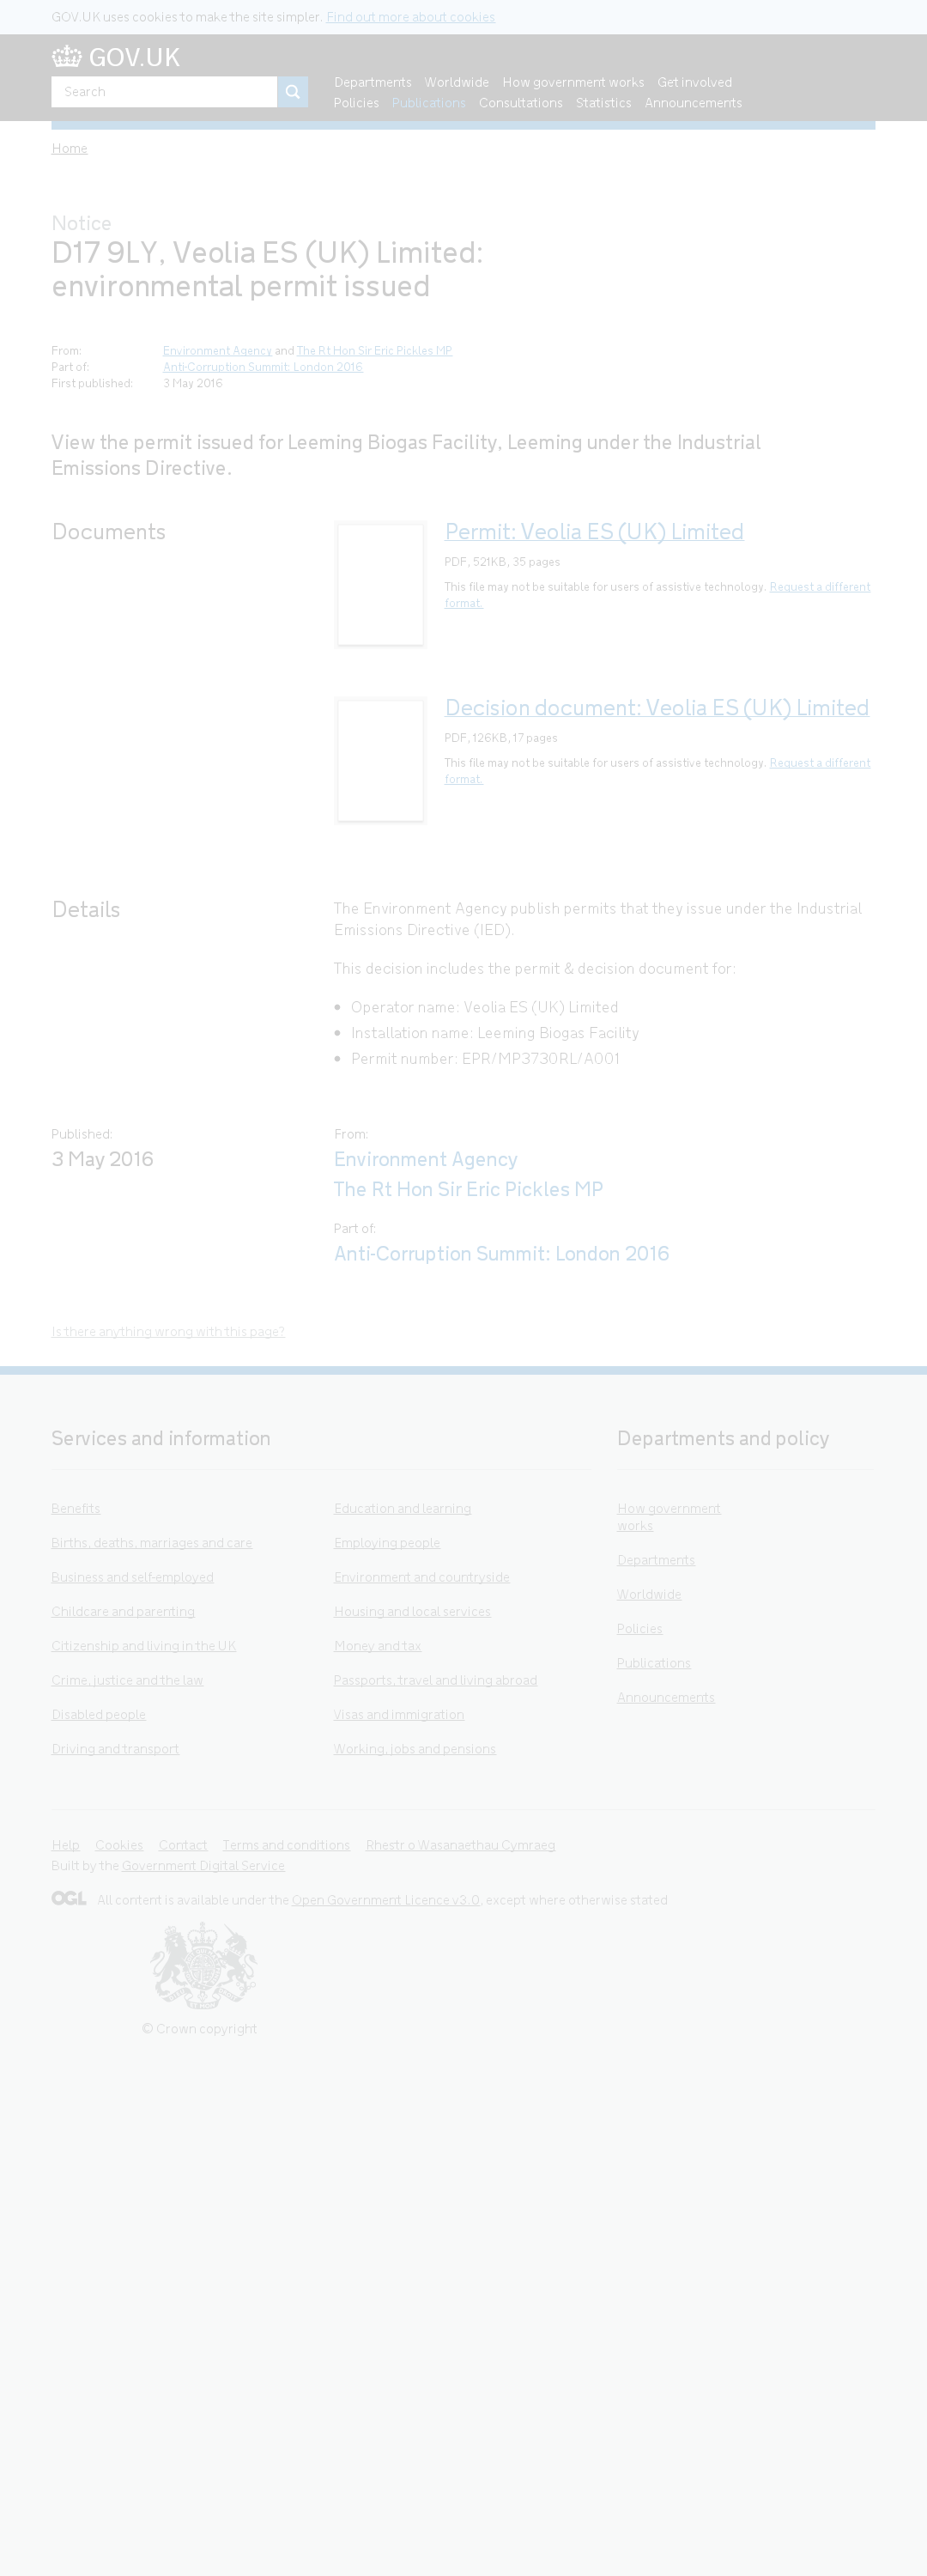 GOV.UK uses cookies to make the site simpler. Find out more about cookies
GOV.UK
Search
Departments Worldwide How government works Get involved
Policies Publications Consultations Statistics Announcements
Home
Notice
D17 9LY, Veolia ES (UK) Limited:
environmental permit issued
From: Environment Agency and The Rt Hon Sir Eric Pickles MP
Part of: Anti-Corruption Summit: London 2016
First published: 3 May 2016
View the permit issued for Leeming Biogas Facility, Leeming under the Industrial
Emissions Directive.
Documents
Permit: Veolia ES (UK) Limited
PDF, 521KB, 35 pages
This file may not be suitable for users of assistive technology. Request a different
format.
Decision document: Veolia ES (UK) Limited
PDF, 126KB, 17 pages
This file may not be suitable for users of assistive technology. Request a different
format.
Details
The Environment Agency publish permits that they issue under the Industrial
Emissions Directive (IED).
This decision includes the permit & decision document for:
• Operator name: Veolia ES (UK) Limited
• Installation name: Leeming Biogas Facility
• Permit number: EPR/MP3730RL/A001
Published:
3 May 2016
From:
Environment Agency
The Rt Hon Sir Eric Pickles MP
Part of:
Anti-Corruption Summit: London 2016
Is there anything wrong with this page?
Services and information
Benefits
Births, deaths, marriages and care
Business and self-employed
Childcare and parenting
Citizenship and living in the UK
Crime, justice and the law
Disabled people
Driving and transport
Education and learning
Employing people
Environment and countryside
Housing and local services
Money and tax
Passports, travel and living abroad
Visas and immigration
Working, jobs and pensions
Departments and policy
How government
works
Departments
Worldwide
Policies
Publications
Announcements
Help Cookies Contact Terms and conditions Rhestr o Wasanaethau Cymraeg
Built by the Government Digital Service
OGL All content is available under the Open Government Licence v3.0, except where otherwise stated
© Crown copyright